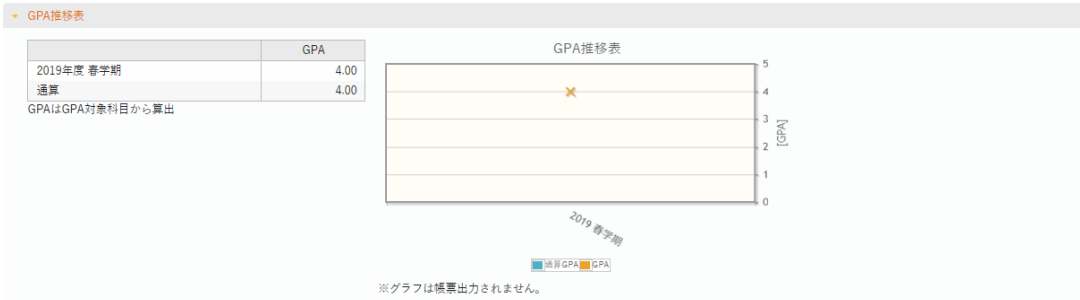 GPA推移表
GPA
2019年度 春学期 4.00
通算 4.00
GPAはGPA対象科目から算出
GPA推移表
5
4
3
2
1
0
[GPA]
2019 春学期
通算GPA GPA
※グラフは帳票出力されません。